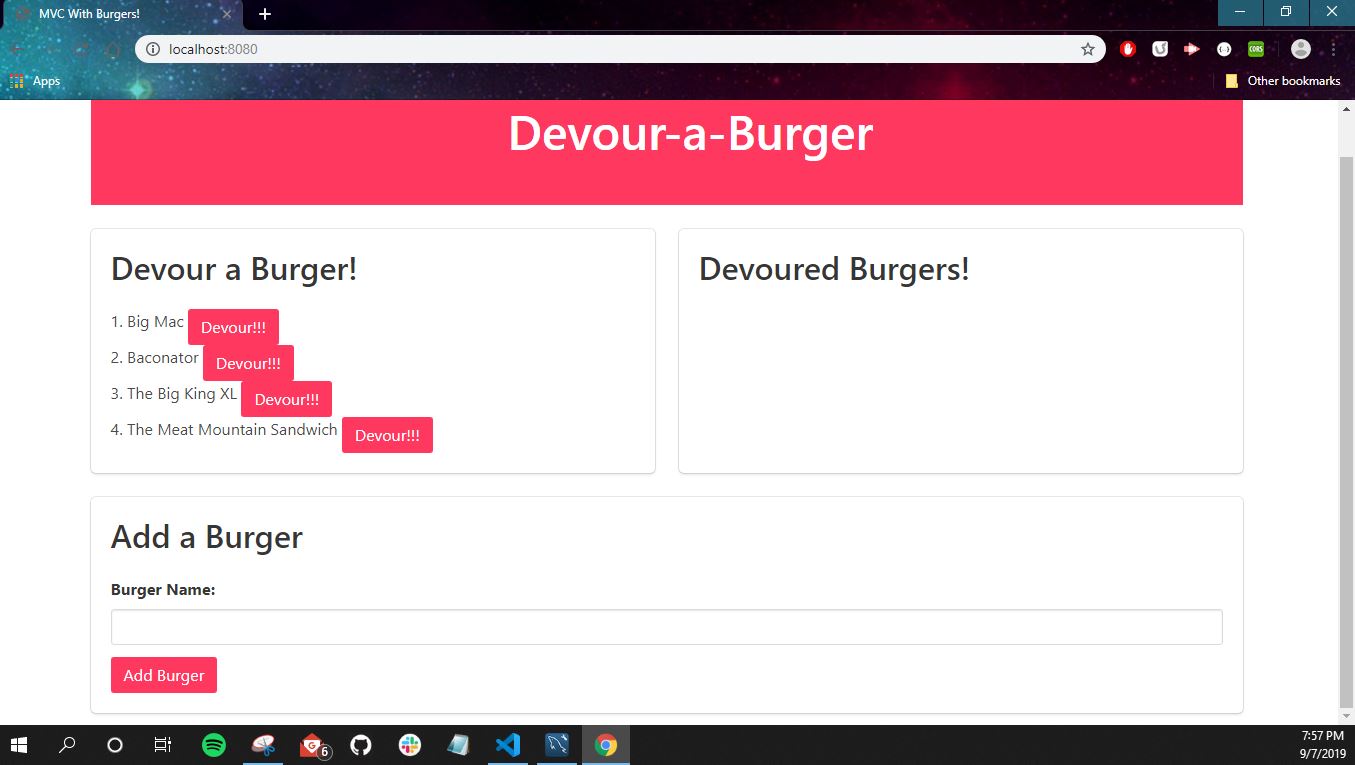 MVC With Burgers!
localhost:8080
CORS
Apps
Other bookmarks
Devour-a-Burger
Devour a Burger!
1. Big Mac Devour!!!
2. Baconator Devour!!!
3. The Big King XL Devour!!!
4. The Meat Mountain Sandwich Devour!!!
Devoured Burgers!
Add a Burger
Burger Name:
Add Burger
6
7:57 PM
9/7/2019